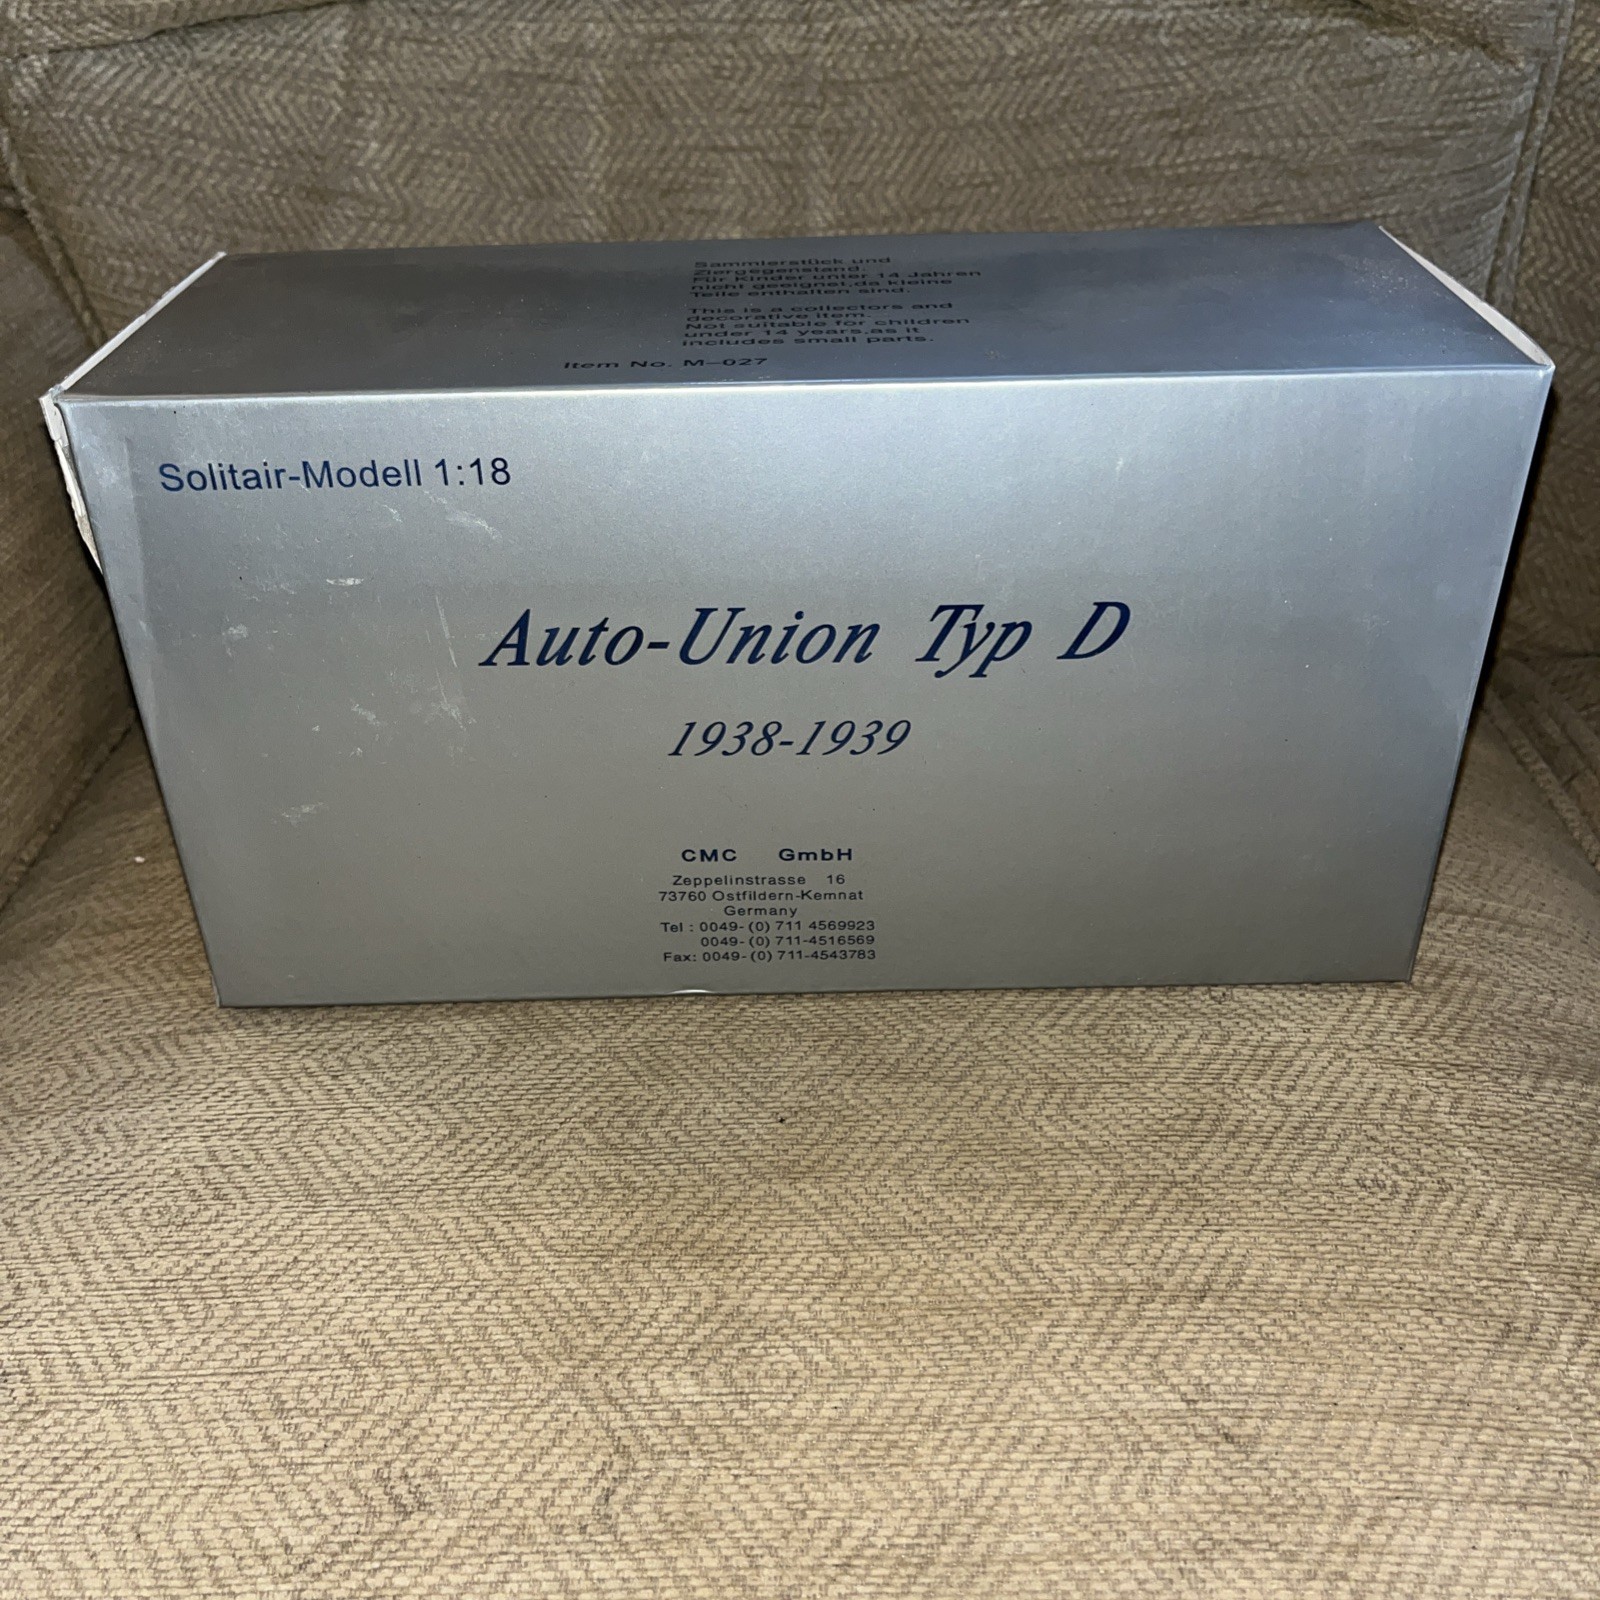 Sammlerstück und
Ziergegenstand.
Für Kinder unter 14 Jahren
nicht geeignet,da kleine
Teile enthalten sind.
This is a collectors and
decorative item.
Not suitable for children
under 14 years,as it
includes small parts.
Item No. M-027
Solitair-Modell 1:18
Auto-Union Typ D
1938-1939
CMC GmbH
Zeppelinstrasse 16
73760 Ostfildern-Kemnat
Germany
Tel : 0049- (0) 711 4569923
0049- (0) 711-4516569
Fax: 0049- (0) 711-4543783